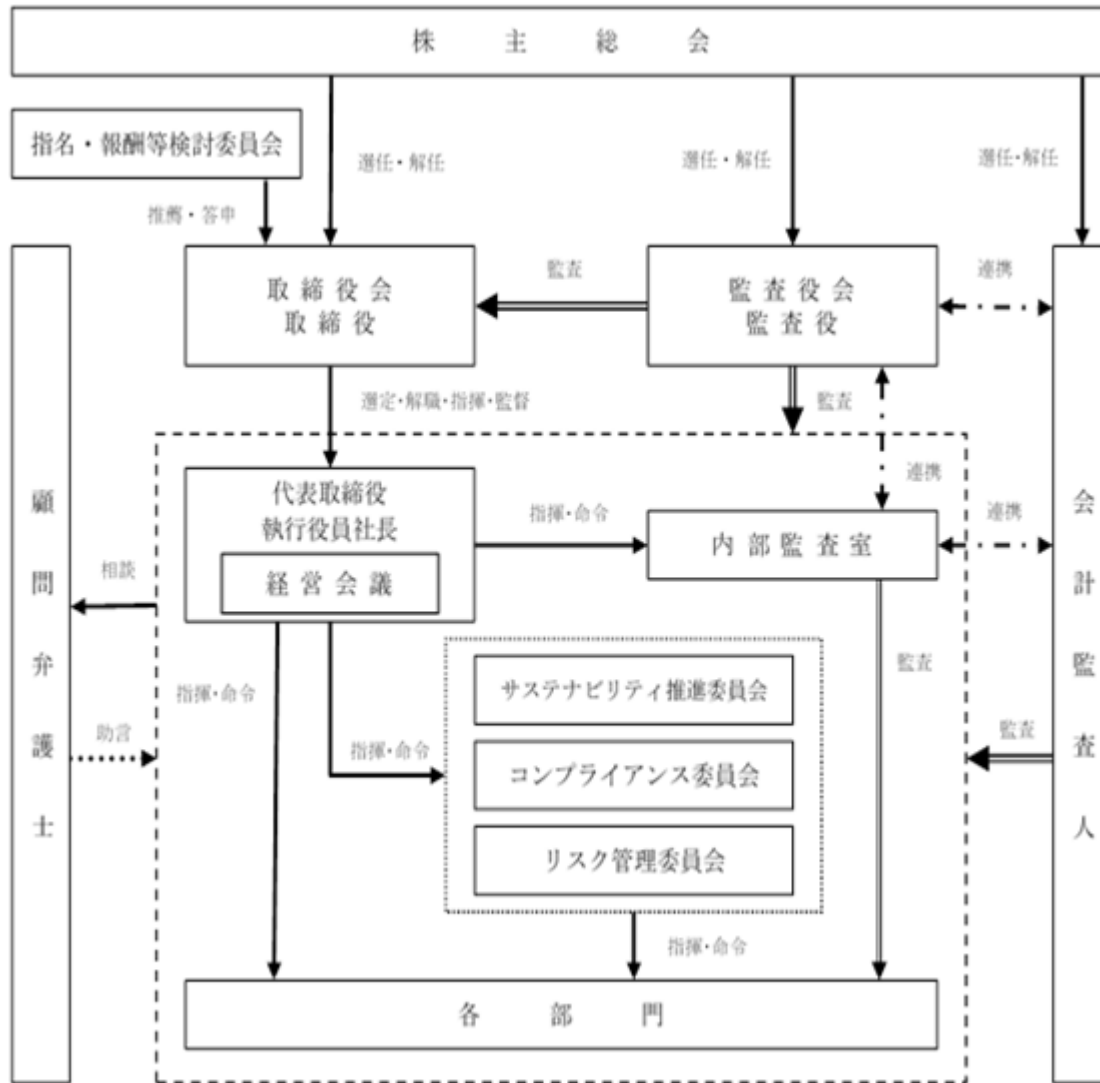 株主総会
指名・報酬等検討委員会
選任・解任
選任・解任
選任・解任
推薦・答申
取締役会
取締役
監査
監査役会
監査役
連携
選定・解職・指揮・監督
監査
連携
顧問弁護士
会計監査人
代表取締役
執行役員社長
経営会議
指揮・命令
内部監査室
連携
相談
助言
指揮・命令
指揮・命令
サステナビリティ推進委員会
コンプライアンス委員会
リスク管理委員会
監査
監査
指揮・命令
各部門